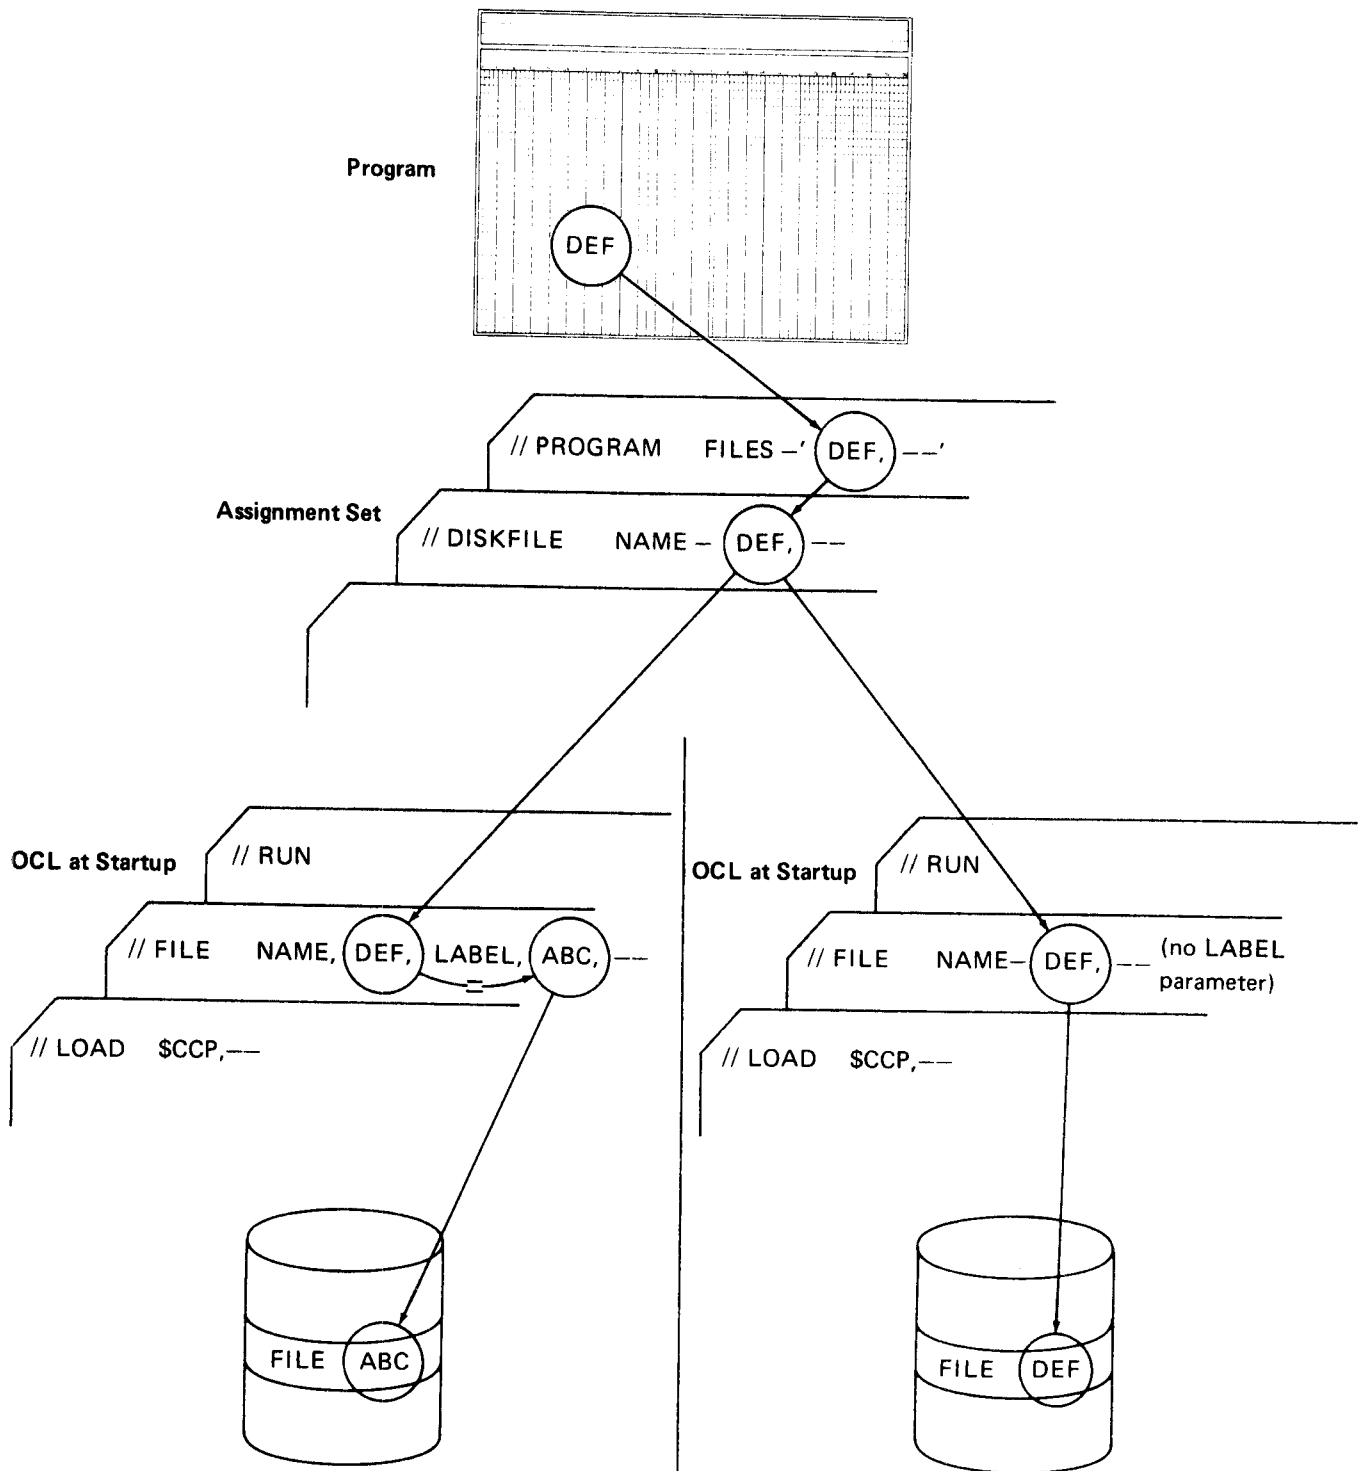 Program
DEF
// PROGRAM FILES –' DEF, ––'
Assignment Set
// DISKFILE NAME – DEF, ––
OCL at Startup
// RUN
// FILE NAME, DEF, LABEL, ABC, ––
=
// LOAD $CCP,––
FILE ABC
OCL at Startup
// RUN
// FILE NAME– DEF, –– (no LABEL
parameter)
// LOAD $CCP,––
FILE DEF